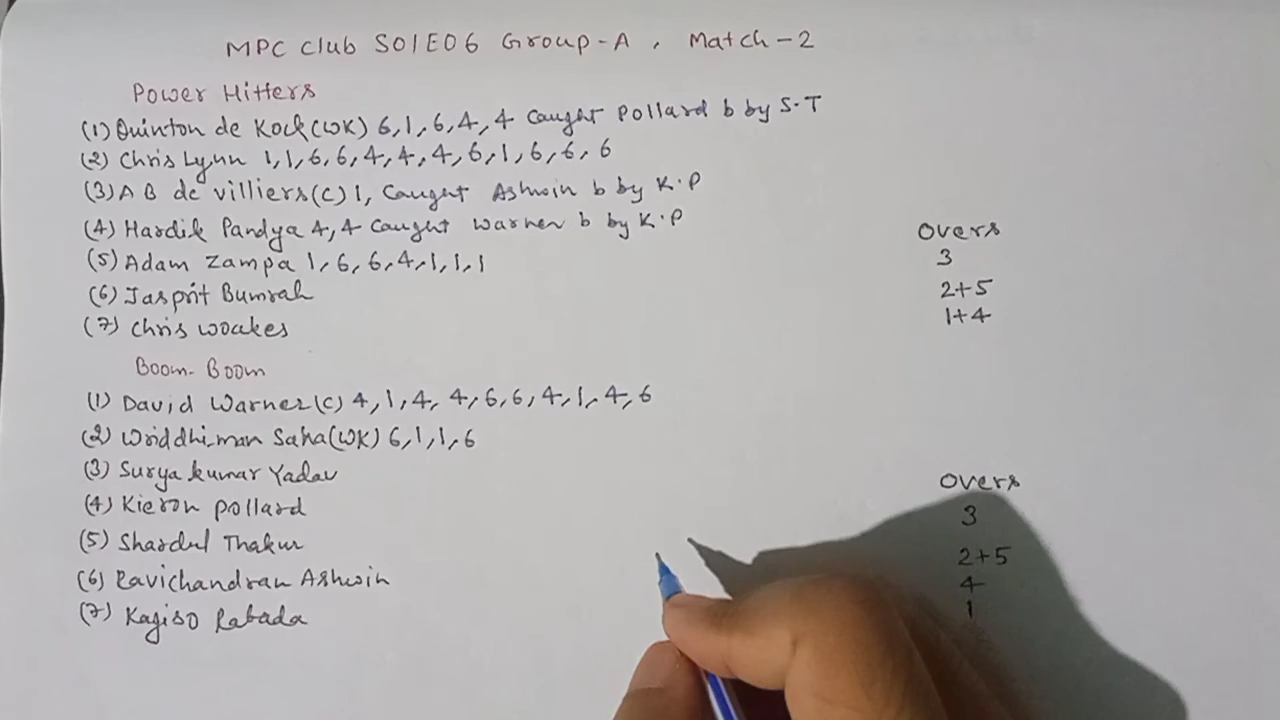 MPC Club S01E06 Group-A, Match-2
Power Hitters
(1) Quinton de Kock(WK) 6,1,6,4,4 Caught Pollard b by S.T
(2) Chris Lynn 1,1,6,6,4,4,4,6,1,6,6,6
(3) A B de villiers(C) 1, Caught Ashwin b by K.P
(4) Hardik Pandya 4,4 Caught Warner b by K.P
Overs
(5) Adam Zampa 1,6,6,4,1,1,1 3
(6) Jasprit Bumrah 2+5
(7) Chris woakes 1+4
Boom-Boom
(1) David Warner(C) 4,1,4,4,6,6,4,1,4,6
(2) Wriddhiman Saha(WK) 6,1,1,6
(3) Surya kumar Yadav
Overs
(4) Kieron pollard 3
(5) Shardul Thakur 2+5
(6) Ravichandran Ashwin 4
(7) Kagiso Rabada 1